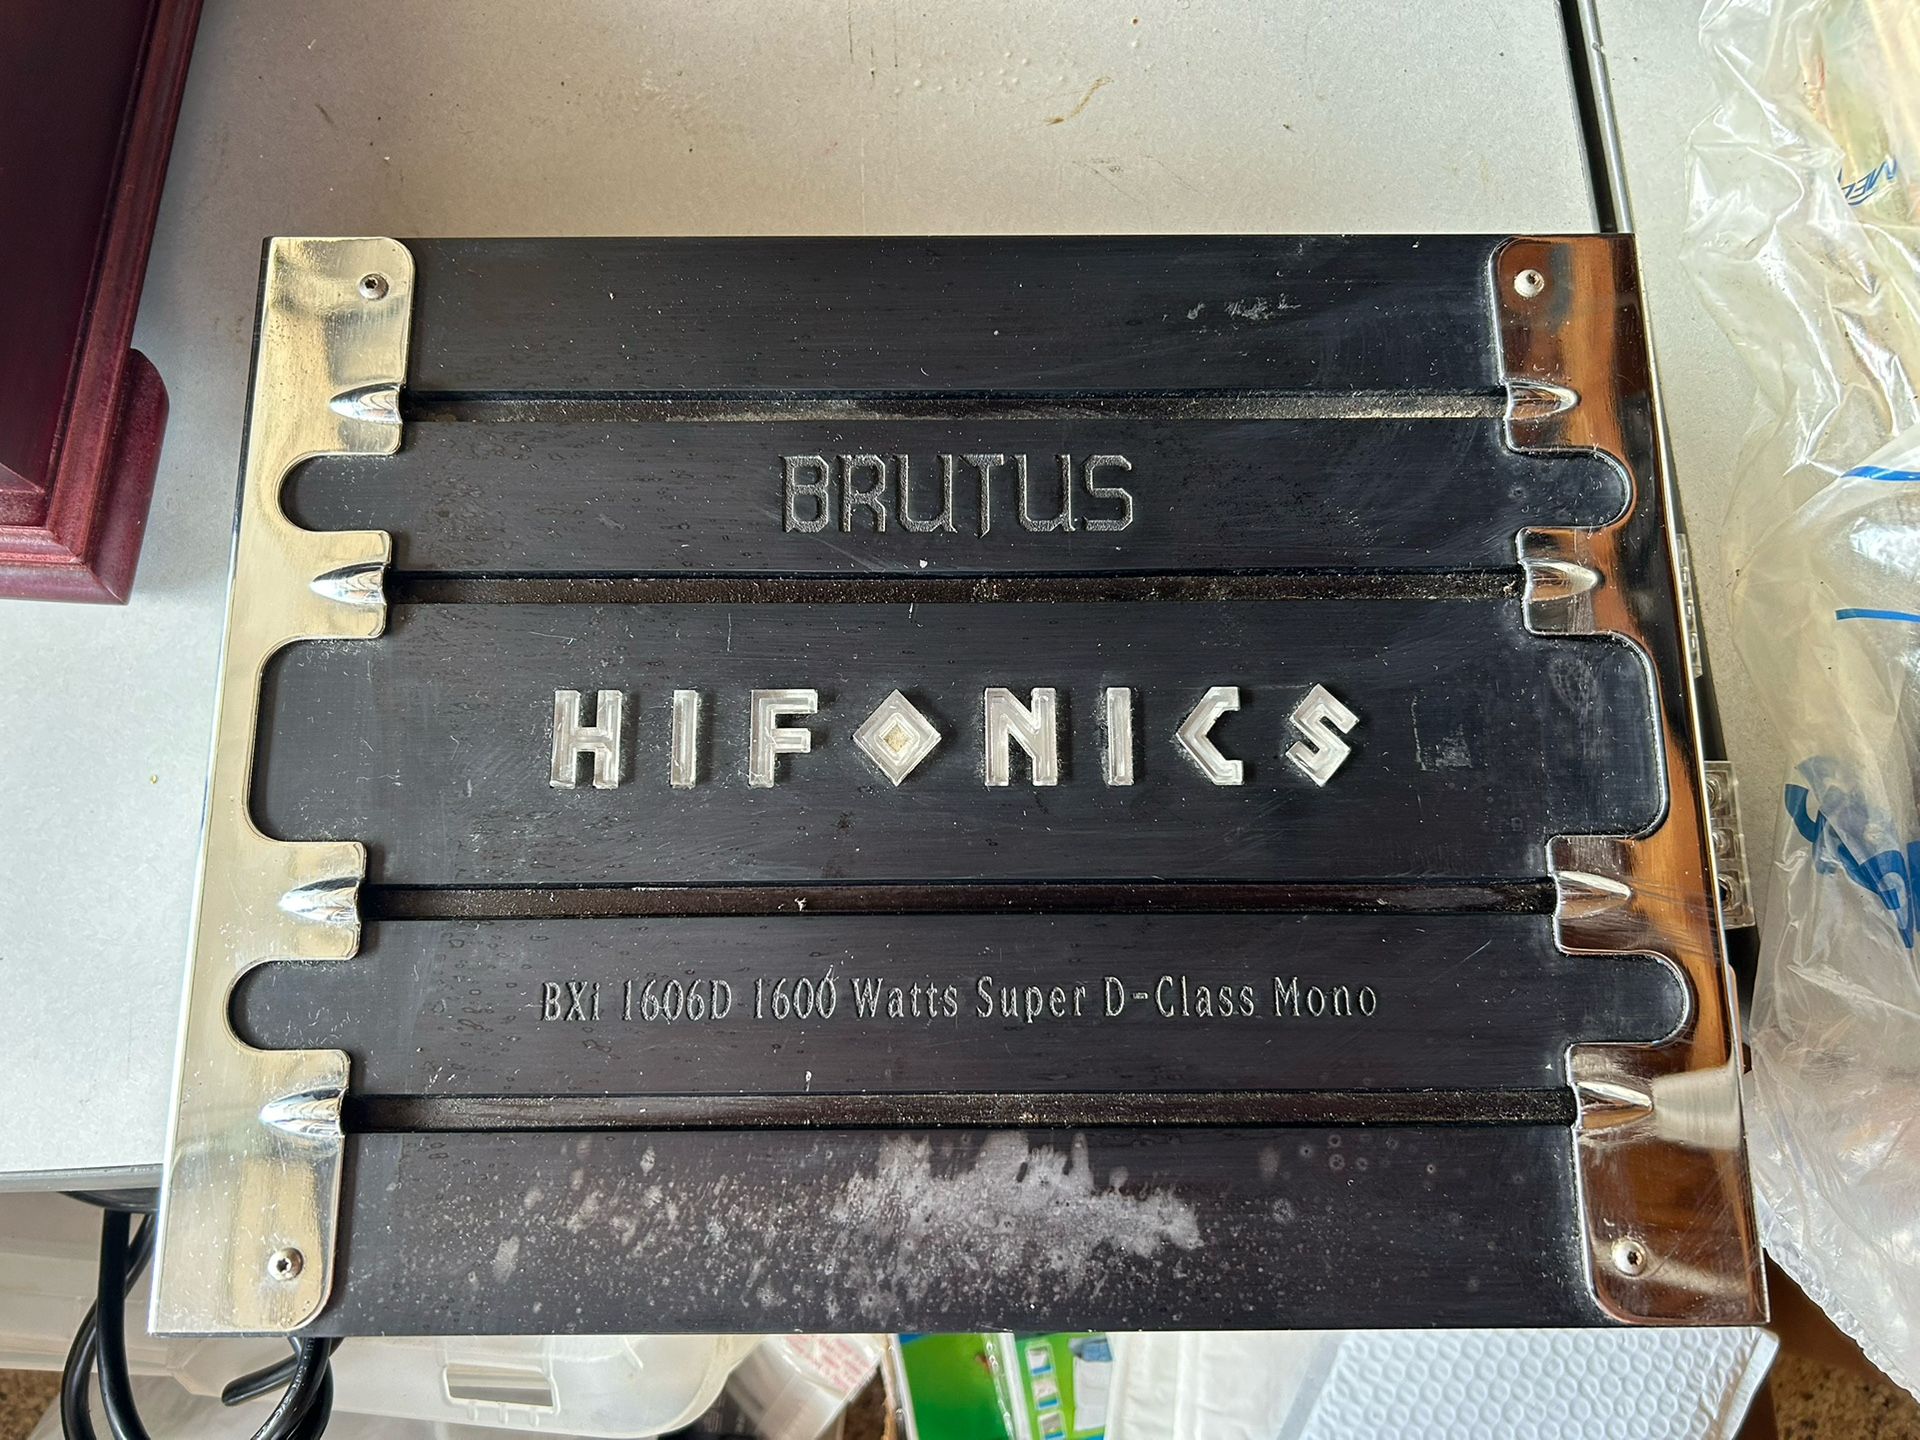 BRUTUS
HIFONICS
BXi 1606D 1600 Watts Super D-Class Mono